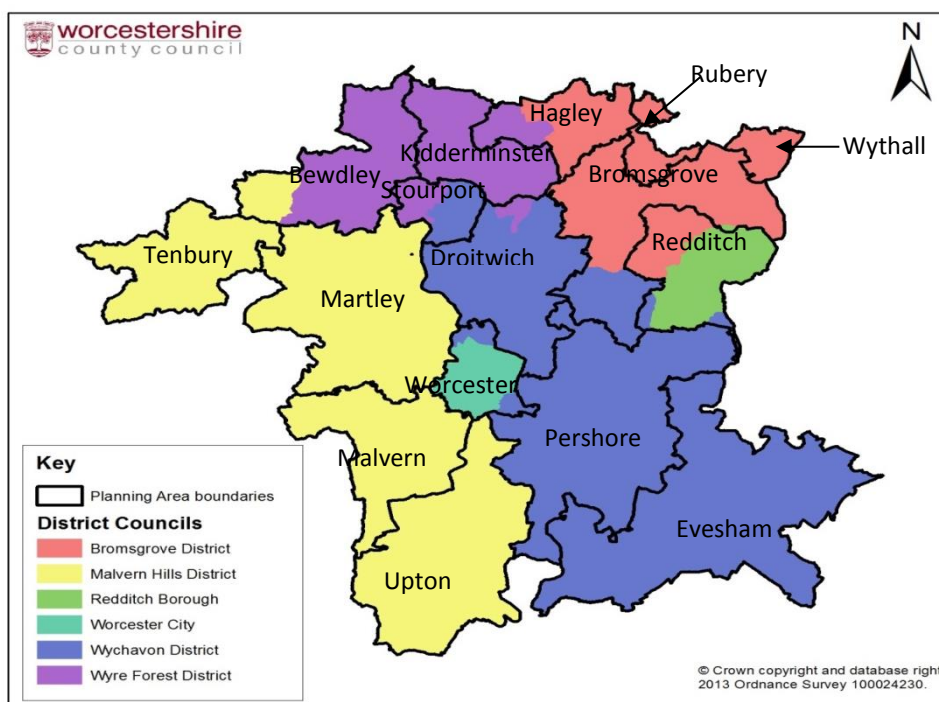 worcestershire
county council
N
Rubery
Hagley
Wythall
Kidderminster
Bewdley
Bromsgrove
Stourport
Tenbury
Redditch
Droitwich
Martley
Worcester
Pershore
Malvern
Evesham
Upton
Key
Planning Area boundaries
District Councils
Bromsgrove District
Malvern Hills District
Redditch Borough
Worcester City
Wychavon District
Wyre Forest District
© Crown copyright and database right
2013 Ordnance Survey 100024230.